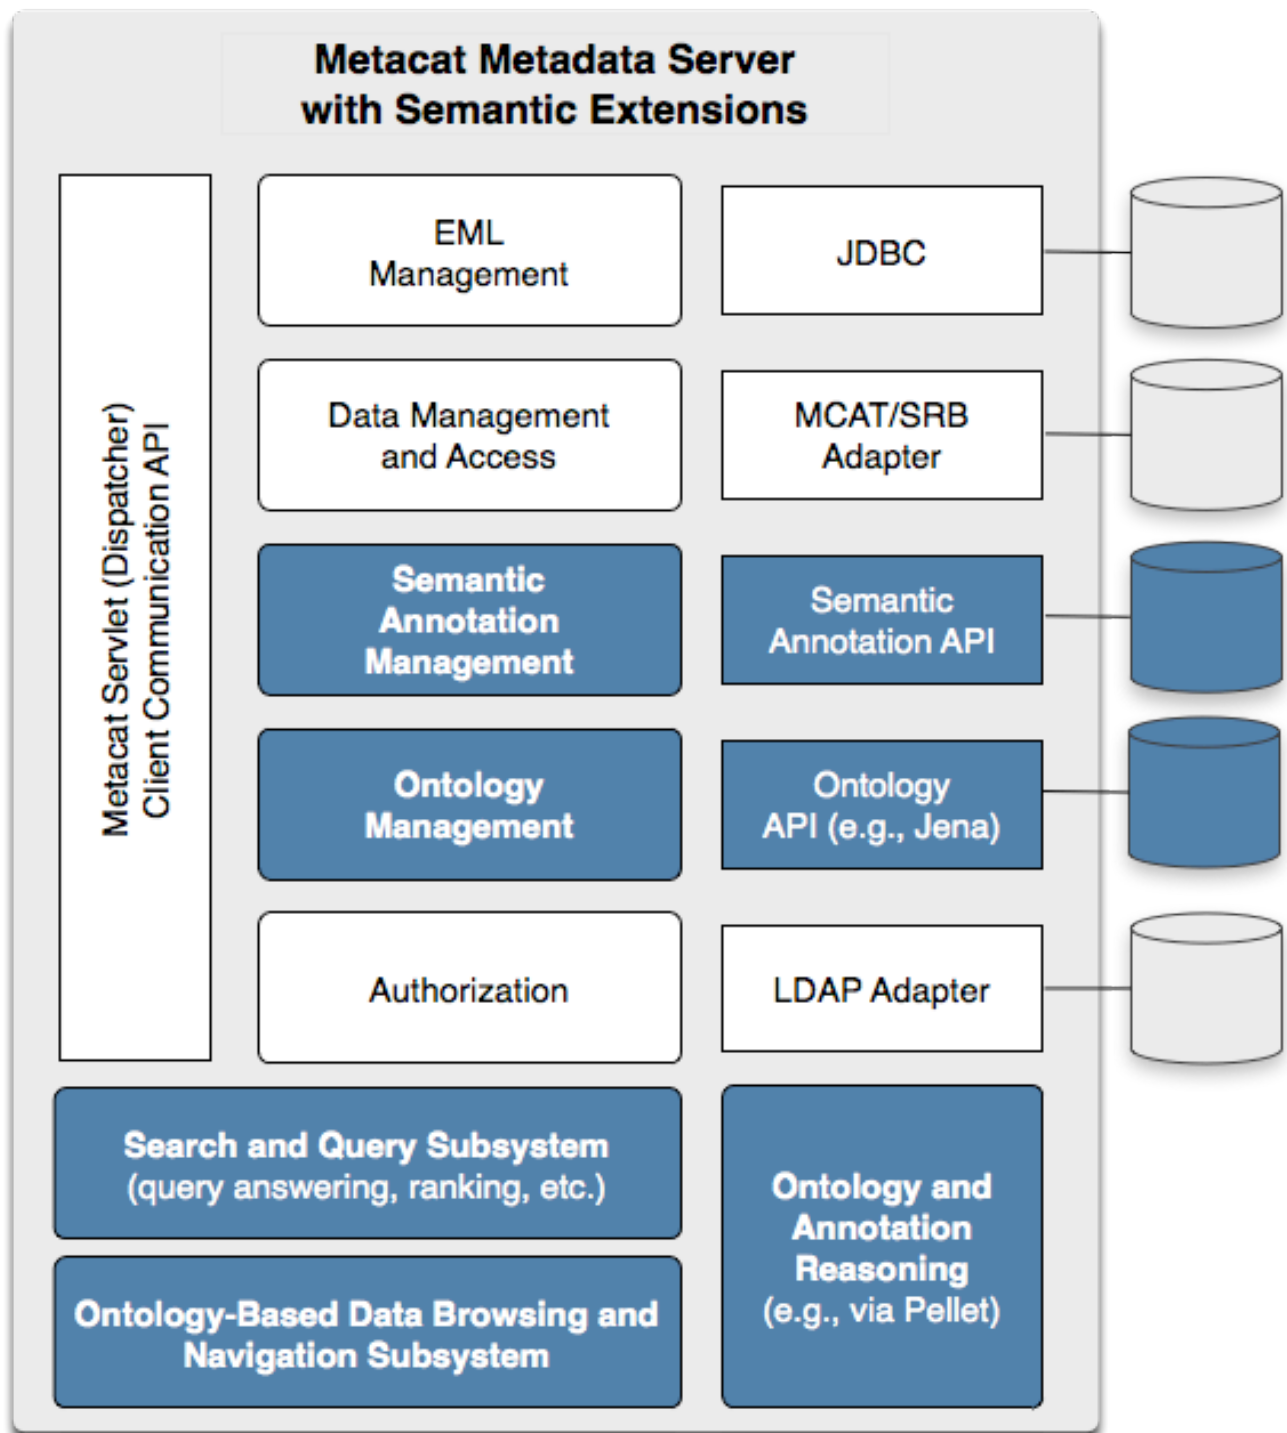 Metacat Metadata Server
with Semantic Extensions
Metacat Servlet (Dispatcher)
Client Communication API
EML
Management
JDBC
Data Management
and Access
MCAT/SRB
Adapter
Semantic
Annotation
Management
Semantic
Annotation API
Ontology
Management
Ontology
API (e.g., Jena)
Authorization
LDAP Adapter
Search and Query Subsystem
(query answering, ranking, etc.)
Ontology-Based Data Browsing and
Navigation Subsystem
Ontology and
Annotation
Reasoning
(e.g., via Pellet)